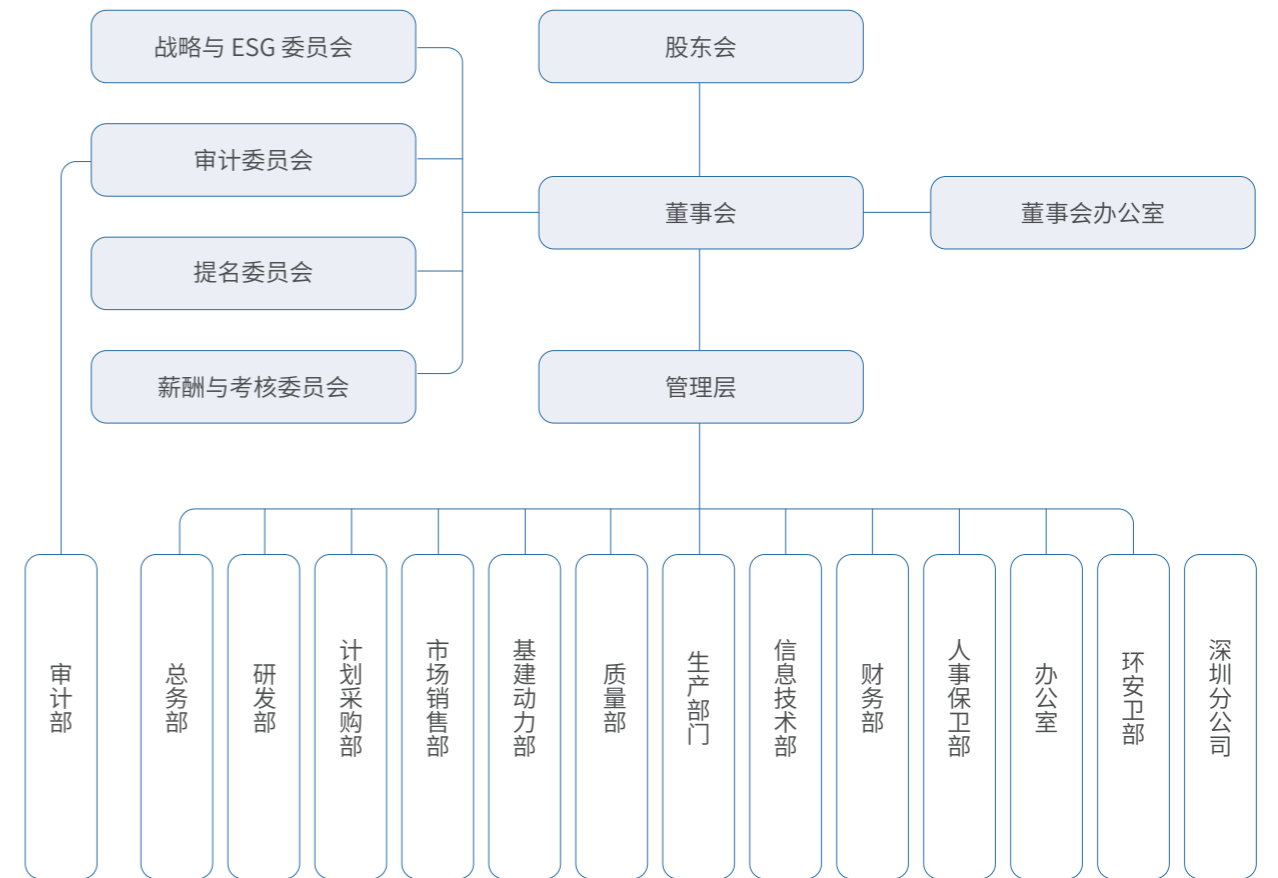 战略与 ESG 委员会
股东会
审计委员会
董事会
董事会办公室
提名委员会
薪酬与考核委员会
管理层
审计部
总务部
研发部
计划采购部
市场销售部
基建动力部
质量部
生产部门
信息技术部
财务部
人事保卫部
办公室
环安卫部
深圳分公司